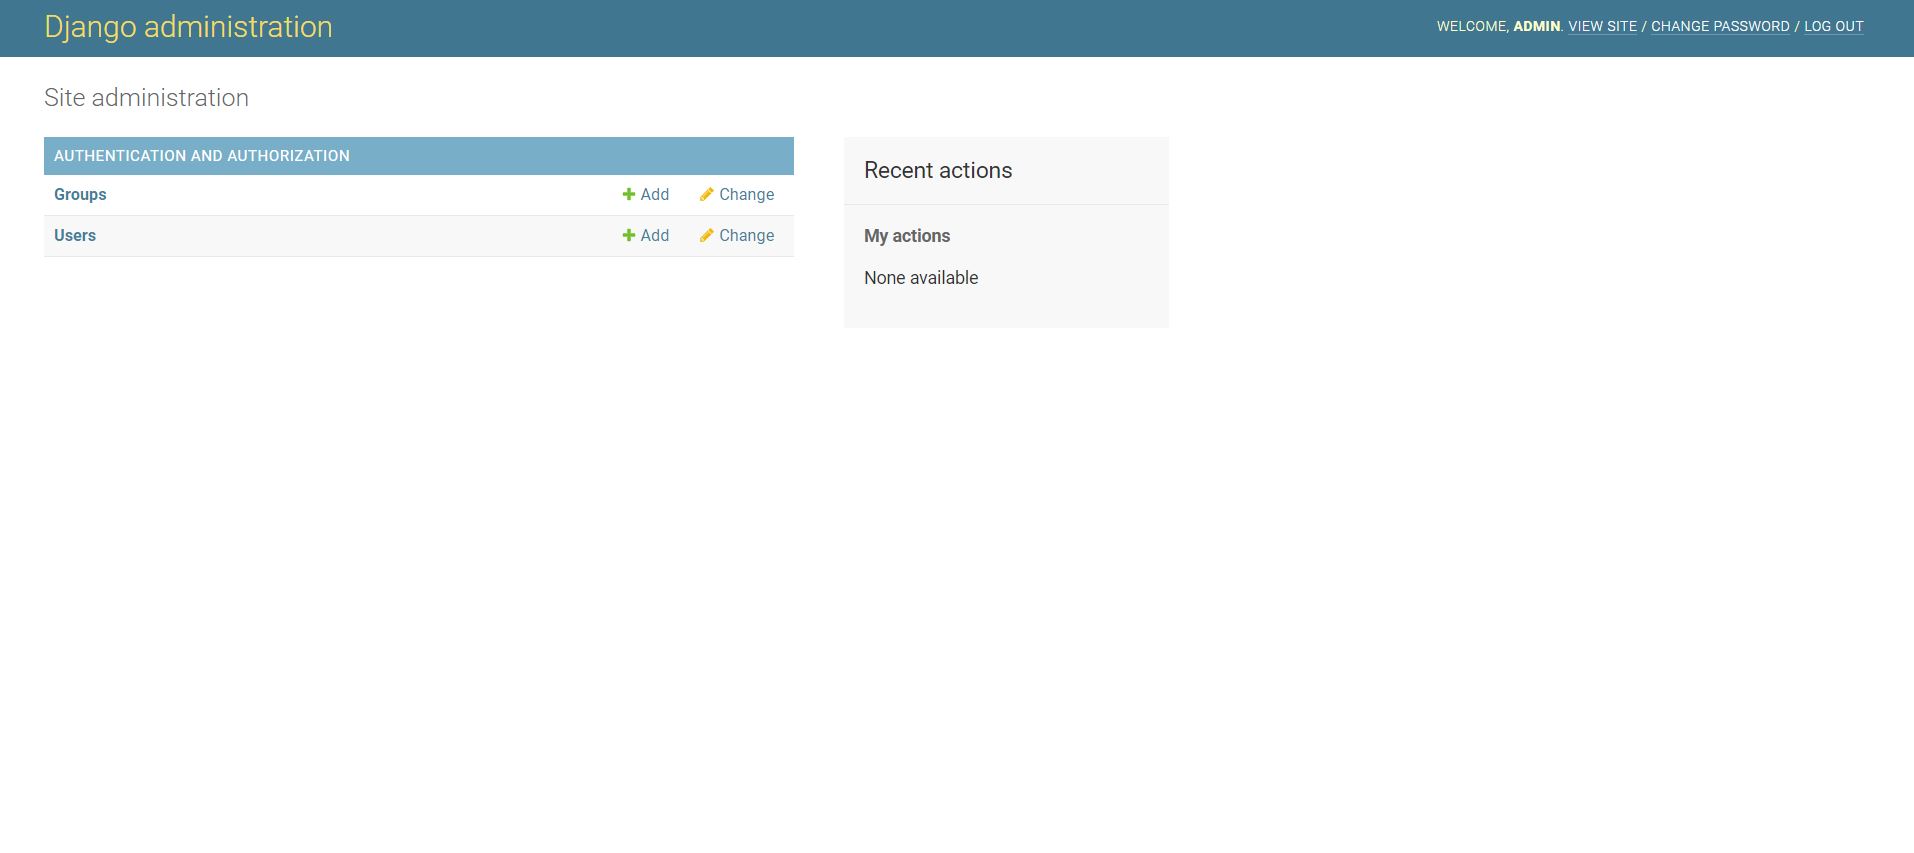 Django administration
WELCOME, ADMIN. VIEW SITE / CHANGE PASSWORD / LOG OUT
Site administration
AUTHENTICATION AND AUTHORIZATION
Groups Add Change
Users Add Change
Recent actions
My actions
None available